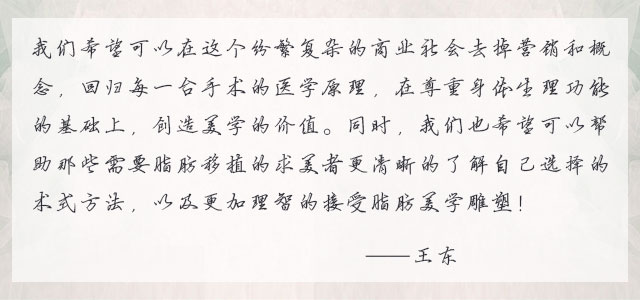 我们希望可以在这个纷繁复杂的商业社会去掉营销和概
念，回归每一台手术的医学原理，在尊重身体生理功能
的基础上，创造美学的价值。同时，我们也希望可以帮
助那些需要脂肪移植的求美者更清晰的了解自己选择的
术式方法，以及更加理智的接受脂肪美学雕塑！
——王东